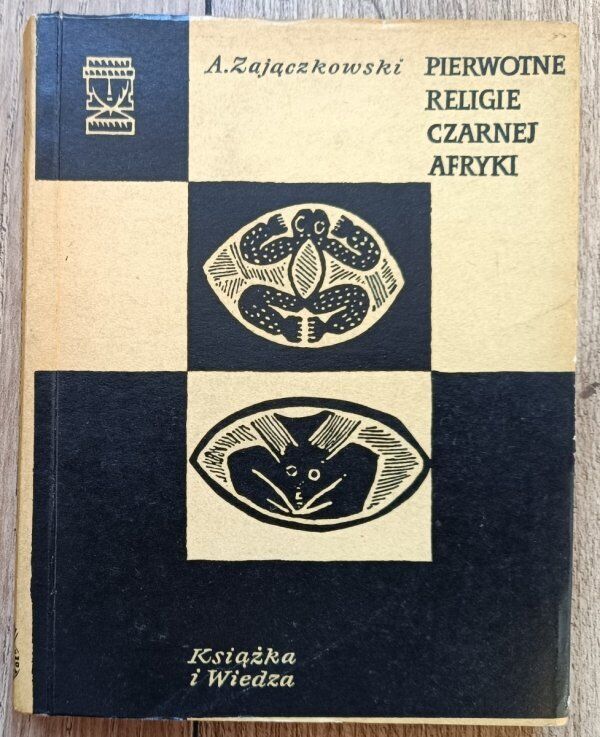 A. Zajączkowski
PIERWOTNE
RELIGIE
CZARNEJ
AFRYKI
Książka
i Wiedza